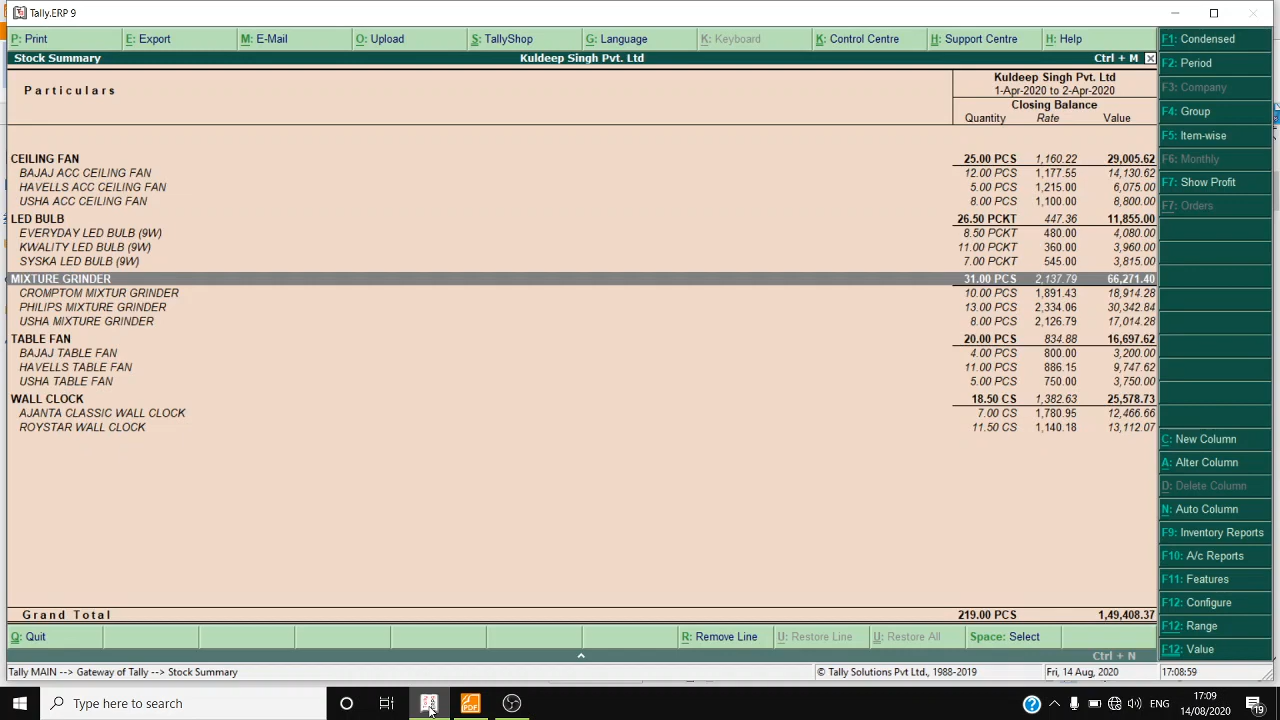 Tally.ERP 9
P: Print E: Export M: E-Mail O: Upload S: TallyShop G: Language K: Keyboard K: Control Centre H: Support Centre H: Help
Stock Summary Kuldeep Singh Pvt. Ltd Ctrl + M
Particulars
Kuldeep Singh Pvt. Ltd
1-Apr-2020 to 2-Apr-2020
Closing Balance
Quantity Rate Value
CEILING FAN 25.00 PCS 1,160.22 29,005.62
BAJAJ ACC CEILING FAN 12.00 PCS 1,177.55 14,130.62
HAVELLS ACC CEILING FAN 5.00 PCS 1,215.00 6,075.00
USHA ACC CEILING FAN 8.00 PCS 1,100.00 8,800.00
LED BULB 26.50 PCKT 447.36 11,855.00
EVERYDAY LED BULB (9W) 8.50 PCKT 480.00 4,080.00
KWALITY LED BULB (9W) 11.00 PCKT 360.00 3,960.00
SYSKA LED BULB (9W) 7.00 PCKT 545.00 3,815.00
MIXTURE GRINDER 31.00 PCS 2,137.79 66,271.40
CROMPTOM MIXTUR GRINDER 10.00 PCS 1,891.43 18,914.28
PHILIPS MIXTURE GRINDER 13.00 PCS 2,334.06 30,342.84
USHA MIXTURE GRINDER 8.00 PCS 2,126.79 17,014.28
TABLE FAN 20.00 PCS 834.88 16,697.62
BAJAJ TABLE FAN 4.00 PCS 800.00 3,200.00
HAVELLS TABLE FAN 11.00 PCS 886.15 9,747.62
USHA TABLE FAN 5.00 PCS 750.00 3,750.00
WALL CLOCK 18.50 CS 1,382.63 25,578.73
AJANTA CLASSIC WALL CLOCK 7.00 CS 1,780.95 12,466.66
ROYSTAR WALL CLOCK 11.50 CS 1,140.18 13,112.07
Grand Total 219.00 PCS 1,49,408.37
F1: Condensed
F2: Period
F3: Company
F4: Group
F5: Item-wise
F6: Monthly
F7: Show Profit
F7: Orders
C: New Column
A: Alter Column
D: Delete Column
N: Auto Column
F9: Inventory Reports
F10: A/c Reports
F11: Features
F12: Configure
F12: Range
F12: Value
Q: Quit R: Remove Line U: Restore Line U: Restore All Space: Select
Ctrl + N
Tally MAIN --> Gateway of Tally --> Stock Summary © Tally Solutions Pvt Ltd., 1988-2019 Fri, 14 Aug, 2020 17:08:59
Type here to search
PDF
ENG
17:09
14/08/2020
19